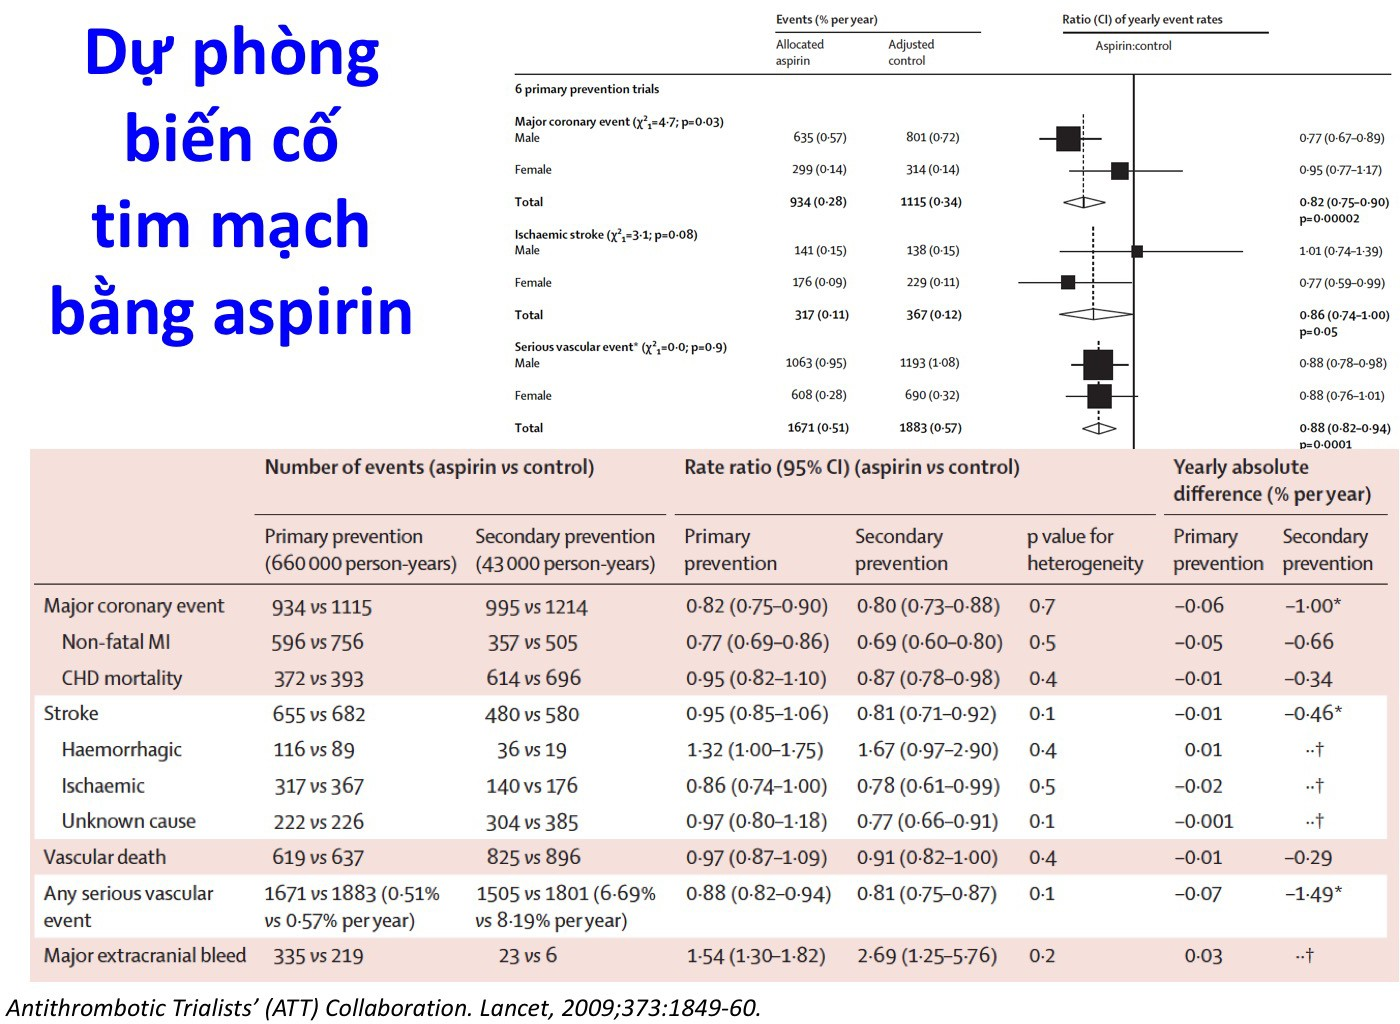 Dự phòng
biến cố
tim mạch
bằng aspirin
Events (% per year) Ratio (CI) of yearly event rates
Allocated aspirin Adjusted control Aspirin:control
6 primary prevention trials
Major coronary event (χ²₁=4·7; p=0·03)
Male 635 (0·57) 801 (0·72) 0·77 (0·67–0·89)
Female 299 (0·14) 314 (0·14) 0·95 (0·77–1·17)
Total 934 (0·28) 1115 (0·34) 0·82 (0·75–0·90)
p=0·00002
Ischaemic stroke (χ²₁=3·1; p=0·08)
Male 141 (0·15) 138 (0·15) 1·01 (0·74–1·39)
Female 176 (0·09) 229 (0·11) 0·77 (0·59–0·99)
Total 317 (0·11) 367 (0·12) 0·86 (0·74–1·00)
p=0·05
Serious vascular event* (χ²₁=0·0; p=0·9)
Male 1063 (0·95) 1193 (1·08) 0·88 (0·78–0·98)
Female 608 (0·28) 690 (0·32) 0·88 (0·76–1·01)
Total 1671 (0·51) 1883 (0·57) 0·88 (0·82–0·94)
p=0·0001
Number of events (aspirin vs control) Rate ratio (95% CI) (aspirin vs control) Yearly absolute
difference (% per year)
Primary prevention Secondary prevention Primary Secondary p value for Primary Secondary
(660 000 person-years) (43 000 person-years) prevention prevention heterogeneity prevention prevention
Major coronary event 934 vs 1115 995 vs 1214 0·82 (0·75–0·90) 0·80 (0·73–0·88) 0·7 –0·06 –1·00*
Non-fatal MI 596 vs 756 357 vs 505 0·77 (0·69–0·86) 0·69 (0·60–0·80) 0·5 –0·05 –0·66
CHD mortality 372 vs 393 614 vs 696 0·95 (0·82–1·10) 0·87 (0·78–0·98) 0·4 –0·01 –0·34
Stroke 655 vs 682 480 vs 580 0·95 (0·85–1·06) 0·81 (0·71–0·92) 0·1 –0·01 –0·46*
Haemorrhagic 116 vs 89 36 vs 19 1·32 (1·00–1·75) 1·67 (0·97–2·90) 0·4 0·01 ··†
Ischaemic 317 vs 367 140 vs 176 0·86 (0·74–1·00) 0·78 (0·61–0·99) 0·5 –0·02 ··†
Unknown cause 222 vs 226 304 vs 385 0·97 (0·80–1·18) 0·77 (0·66–0·91) 0·1 –0·001 ··†
Vascular death 619 vs 637 825 vs 896 0·97 (0·87–1·09) 0·91 (0·82–1·00) 0·4 –0·01 –0·29
Any serious vascular 1671 vs 1883 (0·51% 1505 vs 1801 (6·69% 0·88 (0·82–0·94) 0·81 (0·75–0·87) 0·1 –0·07 –1·49*
event vs 0·57% per year) vs 8·19% per year)
Major extracranial bleed 335 vs 219 23 vs 6 1·54 (1·30–1·82) 2·69 (1·25–5·76) 0·2 0·03 ··†
Antithrombotic Trialists’ (ATT) Collaboration. Lancet, 2009;373:1849-60.